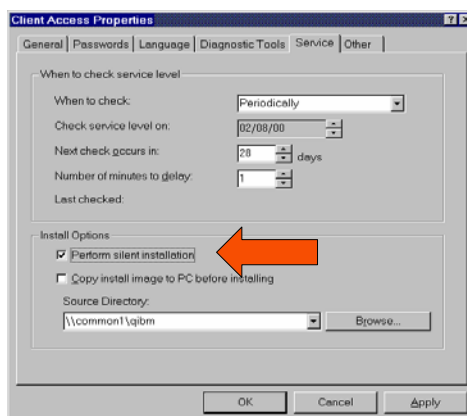 Client Access Properties
General Passwords Language Diagnostic Tools Service Other
When to check service level
When to check: Periodically
Check service level on: 02/08/00
Next check occurs in: 28 days
Number of minutes to delay: 1
Last checked:
Install Options
Perform silent installation
Copy install image to PC before installing
Source Directory:
\\common1\qibm Browse...
OK Cancel Apply